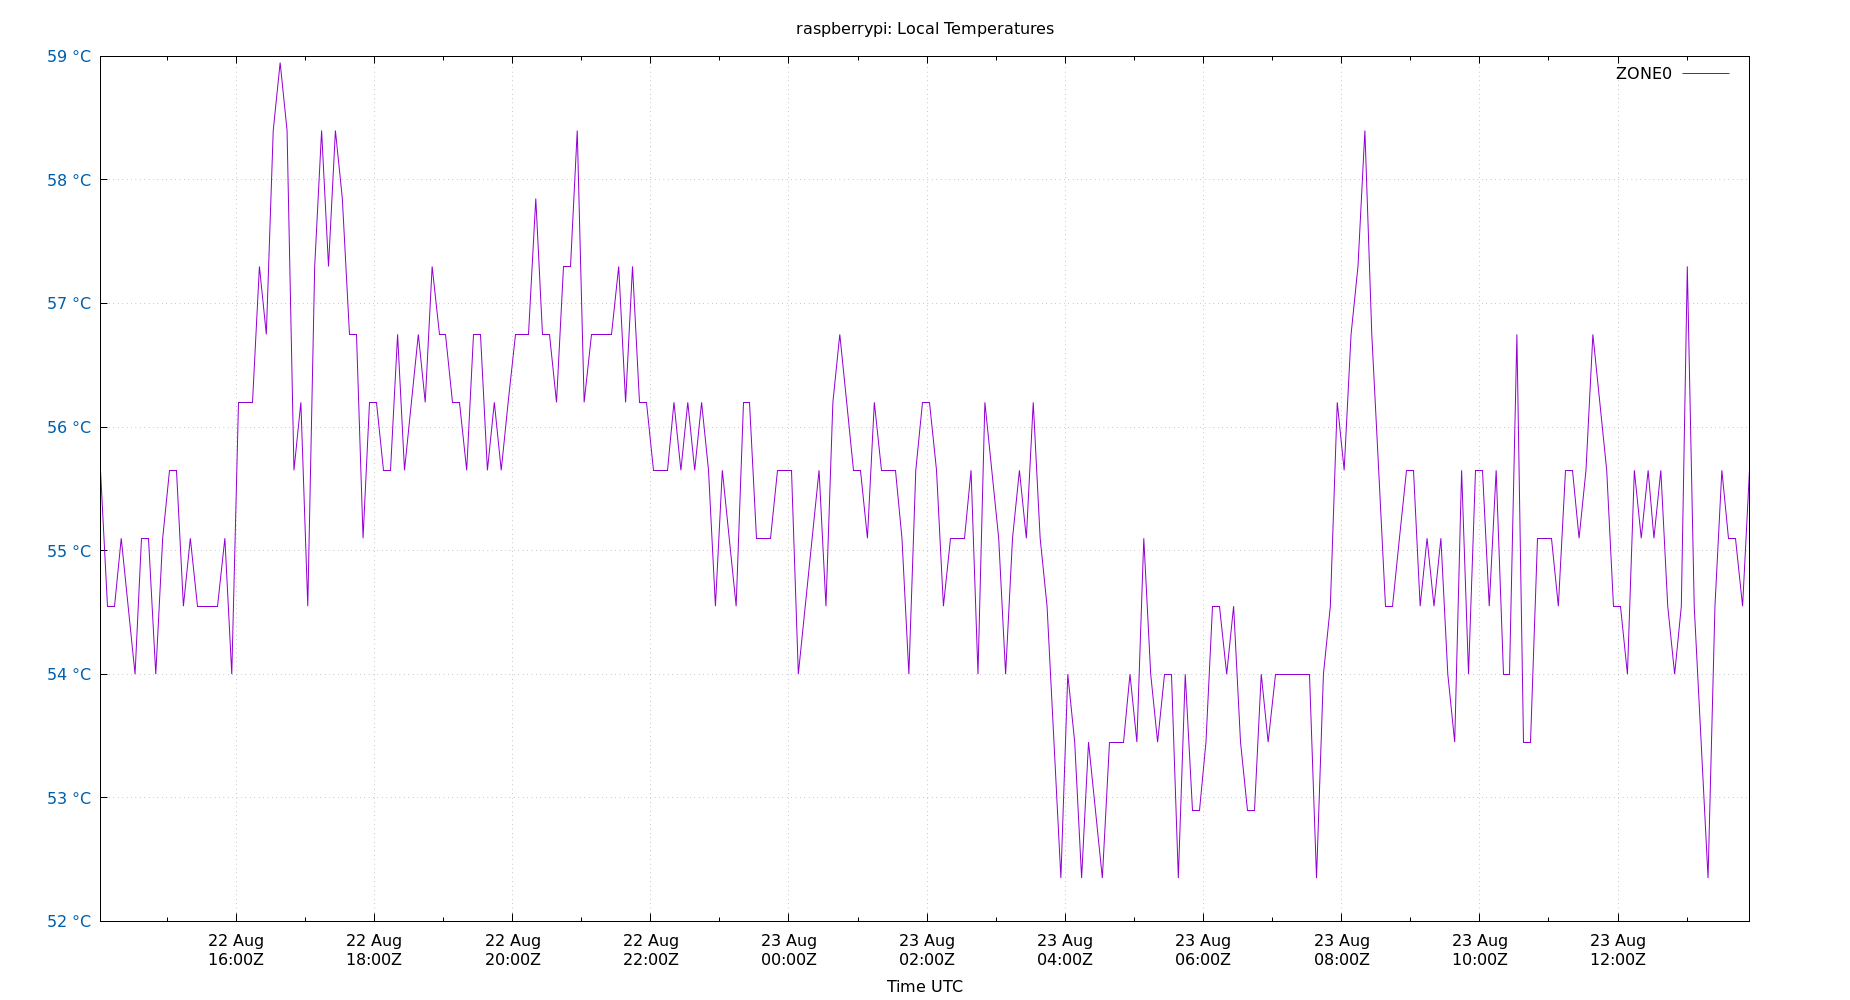 raspberrypi: Local Temperatures
59 °C
ZONE0
58 °C
57 °C
56 °C
55 °C
54 °C
53 °C
52 °C
22 Aug 22 Aug 22 Aug 22 Aug 23 Aug 23 Aug 23 Aug 23 Aug 23 Aug 23 Aug 23 Aug
16:00Z 18:00Z 20:00Z 22:00Z 00:00Z 02:00Z 04:00Z 06:00Z 08:00Z 10:00Z 12:00Z
Time UTC